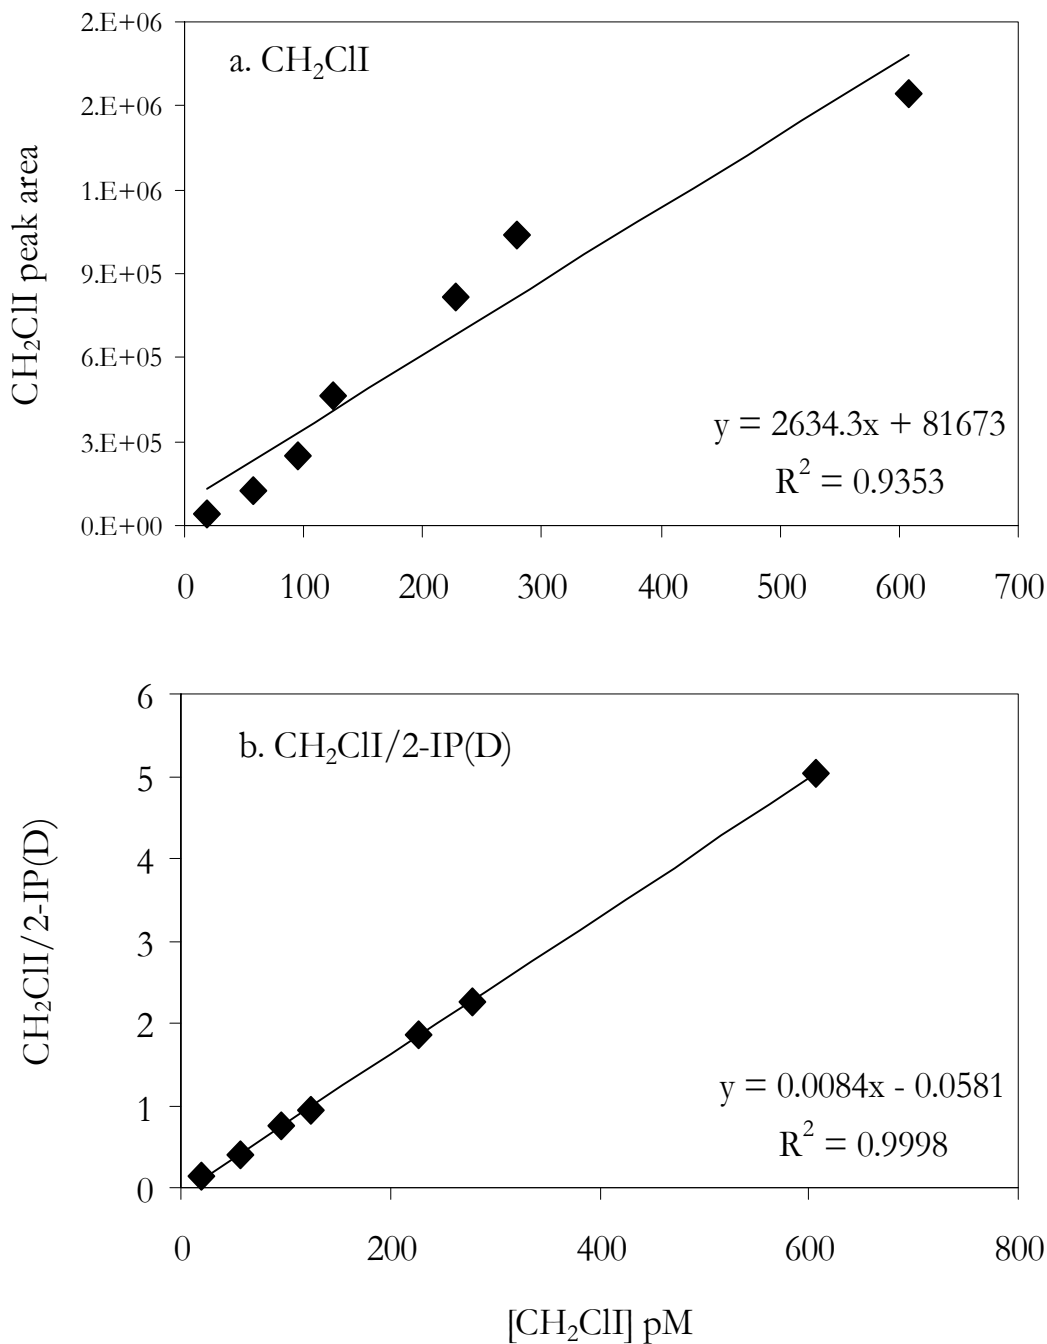 2.E+06
a. CH₂ClI
2.E+06
1.E+06
9.E+05
6.E+05
3.E+05
0.E+00
CH₂ClI peak area
y = 2634.3x + 81673
R² = 0.9353
0 100 200 300 400 500 600 700
6
b. CH₂ClI/2-IP(D)
5
4
3
2
1
0
CH₂ClI/2-IP(D)
y = 0.0084x - 0.0581
R² = 0.9998
0 200 400 600 800
[CH₂ClI] pM